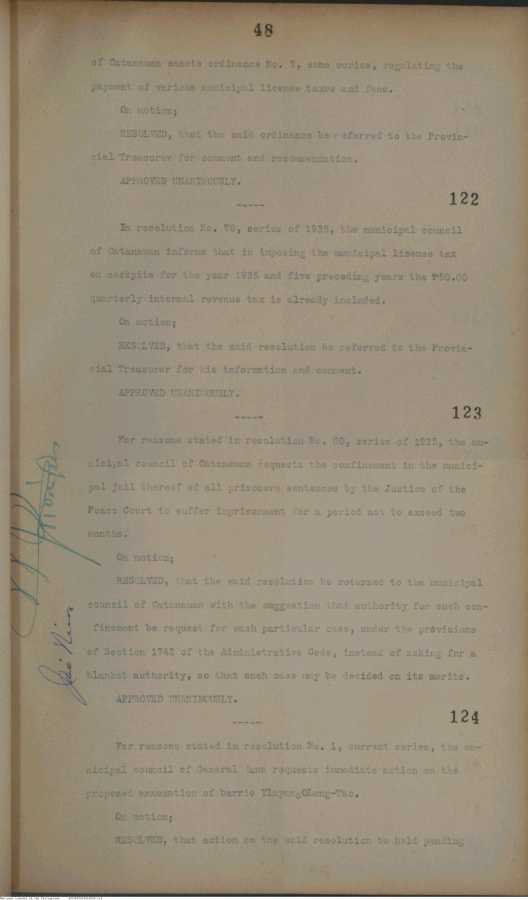 48
of Catanauan enacts ordinance No. 7, same series, regulating the
payment of various municipal license taxes and fees.
On motion;
RESOLVED, that the said ordinance be referred to the Provin-
cial Treasurer for comment and recommendation.
APPROVED UNANIMOUSLY.
-----
122
In resolution No. 78, series of 1935, the municipal council
of Catanauan informs that in imposing the municipal license tax
on cockpits for the year 1935 and five preceding years the ₱50.00
quarterly internal revenue tax is already included.
On motion;
RESOLVED, that the said resolution be referred to the Provin-
cial Treasurer for his information and comment.
APPROVED UNANIMOUSLY.
-----
123
For reasons stated in resolution No. 80, series of 1935, the mu-
nicipal council of Catanauan requests the confinement in the munici-
pal jail thereof of all prisoners sentences by the Justice of the
Peace Court to suffer imprisonment for a period not to exceed two
months.
On motion;
RESOLVED, that the said resolution be returned to the municipal
council of Catanauan with the suggestion that authority for such con-
finement be request for each particular case, under the provisions
of Section 1742 of the Administrative Code, instead of asking for a
blanket authority, so that each case may be decided on its merits.
APPROVED UNANIMOUSLY.
-----
124
For reasons stated in resolution No. 1, current series, the mu-
nicipal council of General Luna requests immediate action on the
proposed excavation of barrio
On motion;
RESOLVED, that action on the said resolution be held pending